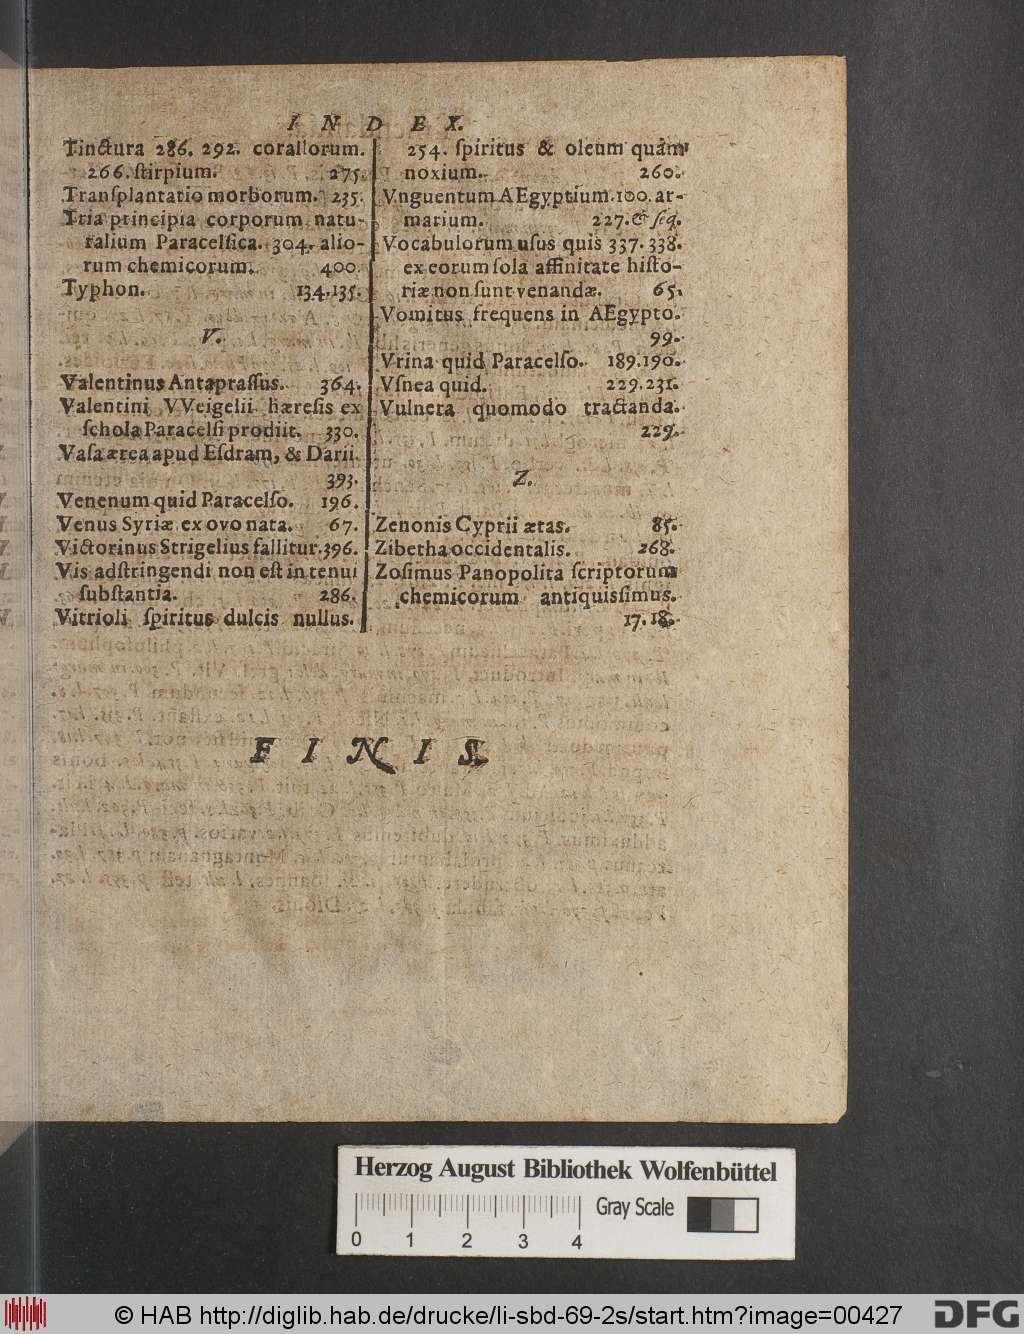 INDEX.
Tinctura 286. 292. corallorum.
266. ſtirpium. 275.
Tranſplantatio morborum. 235.
Tria principia corporum natu-
ralium Paracelſica. 304. alio-
rum chemicorum. 400.
Typhon. 134.135.
V.
Valentinus Antapraſſus. 364.
Valentini VVeigelii hæreſis ex
ſchola Paracelſi prodiit. 330.
Vaſa ærea apud Eſdram, & Darii.
393.
Venenum quid Paracelſo. 196.
Venus Syriæ ex ovo nata. 67.
Victorinus Strigelius fallitur. 396.
Vis adſtringendi non eſt in tenui
ſubſtantia. 286.
Vitrioli ſpiritus dulcis nullus.
254. ſpiritus & oleum quàm
noxium. 260.
Vnguentum AEgyptium. 100. ar-
marium. 227. & ſeq.
Vocabulorum uſus quis 337. 338.
ex eorum ſola affinitate hiſto-
riæ non ſunt venandæ. 65.
Vomitus frequens in AEgypto.
99.
Vrina quid Paracelſo. 189.190.
Vſnea quid. 229.231.
Vulnera quomodo tractanda.
229.
Z.
Zenonis Cyprii ætas. 85.
Zibetha occidentalis. 268.
Zoſimus Panopolita ſcriptorum
chemicorum antiquiſſimus.
17.18.
FINIS.
Herzog August Bibliothek Wolfenbüttel
Gray Scale
0 1 2 3 4
© HAB http://diglib.hab.de/drucke/li-sbd-69-2s/start.htm?image=00427
DFG